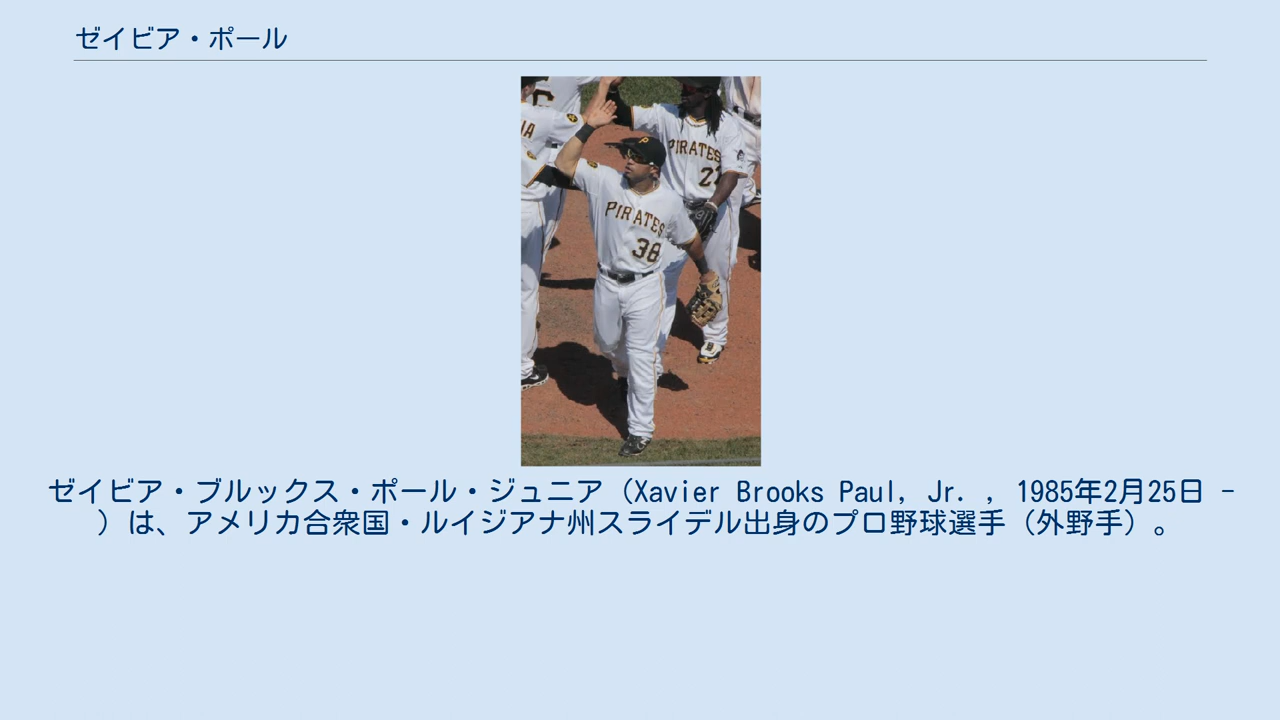 ゼイビア・ポール
PIRATES
PIRATES
38
ゼイビア・ブルックス・ポール・ジュニア（Xavier Brooks Paul, Jr. , 1985年2月25日 -
）は、アメリカ合衆国・ルイジアナ州スライデル出身のプロ野球選手（外野手）。